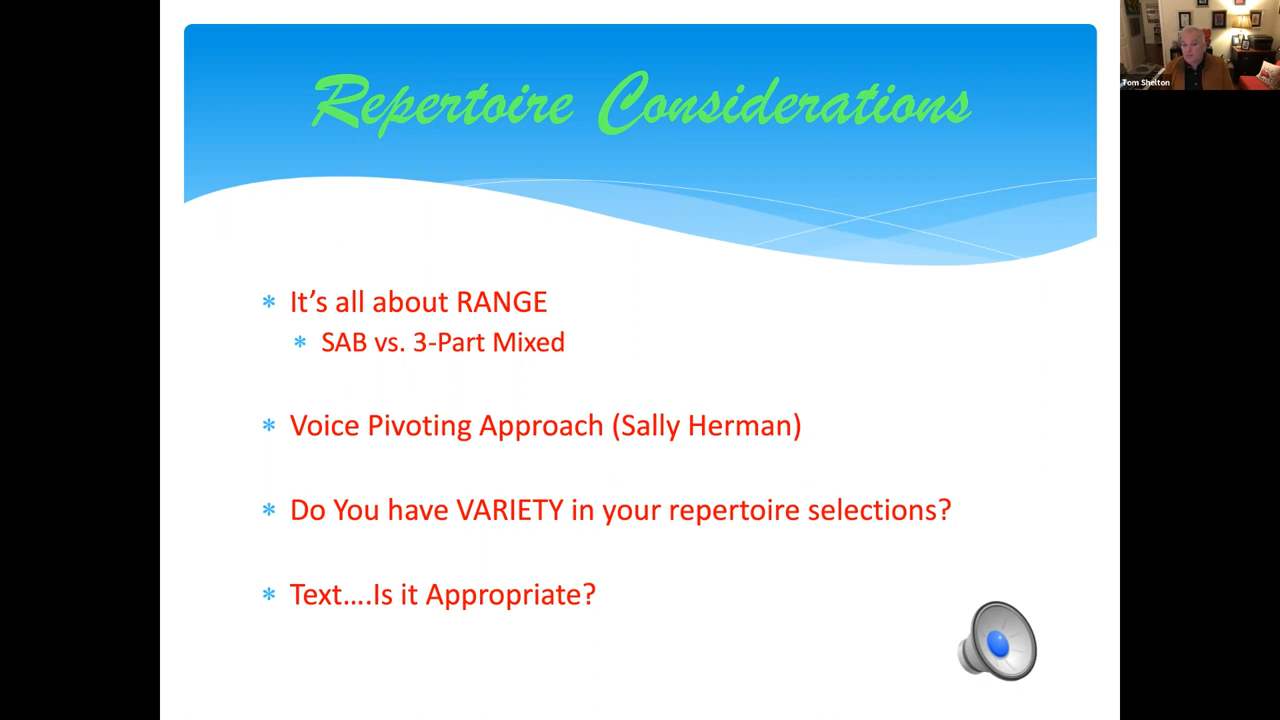 Repertoire Considerations
Tom Shelton
* It's all about RANGE
* SAB vs. 3-Part Mixed
* Voice Pivoting Approach (Sally Herman)
* Do You have VARIETY in your repertoire selections?
* Text....Is it Appropriate?